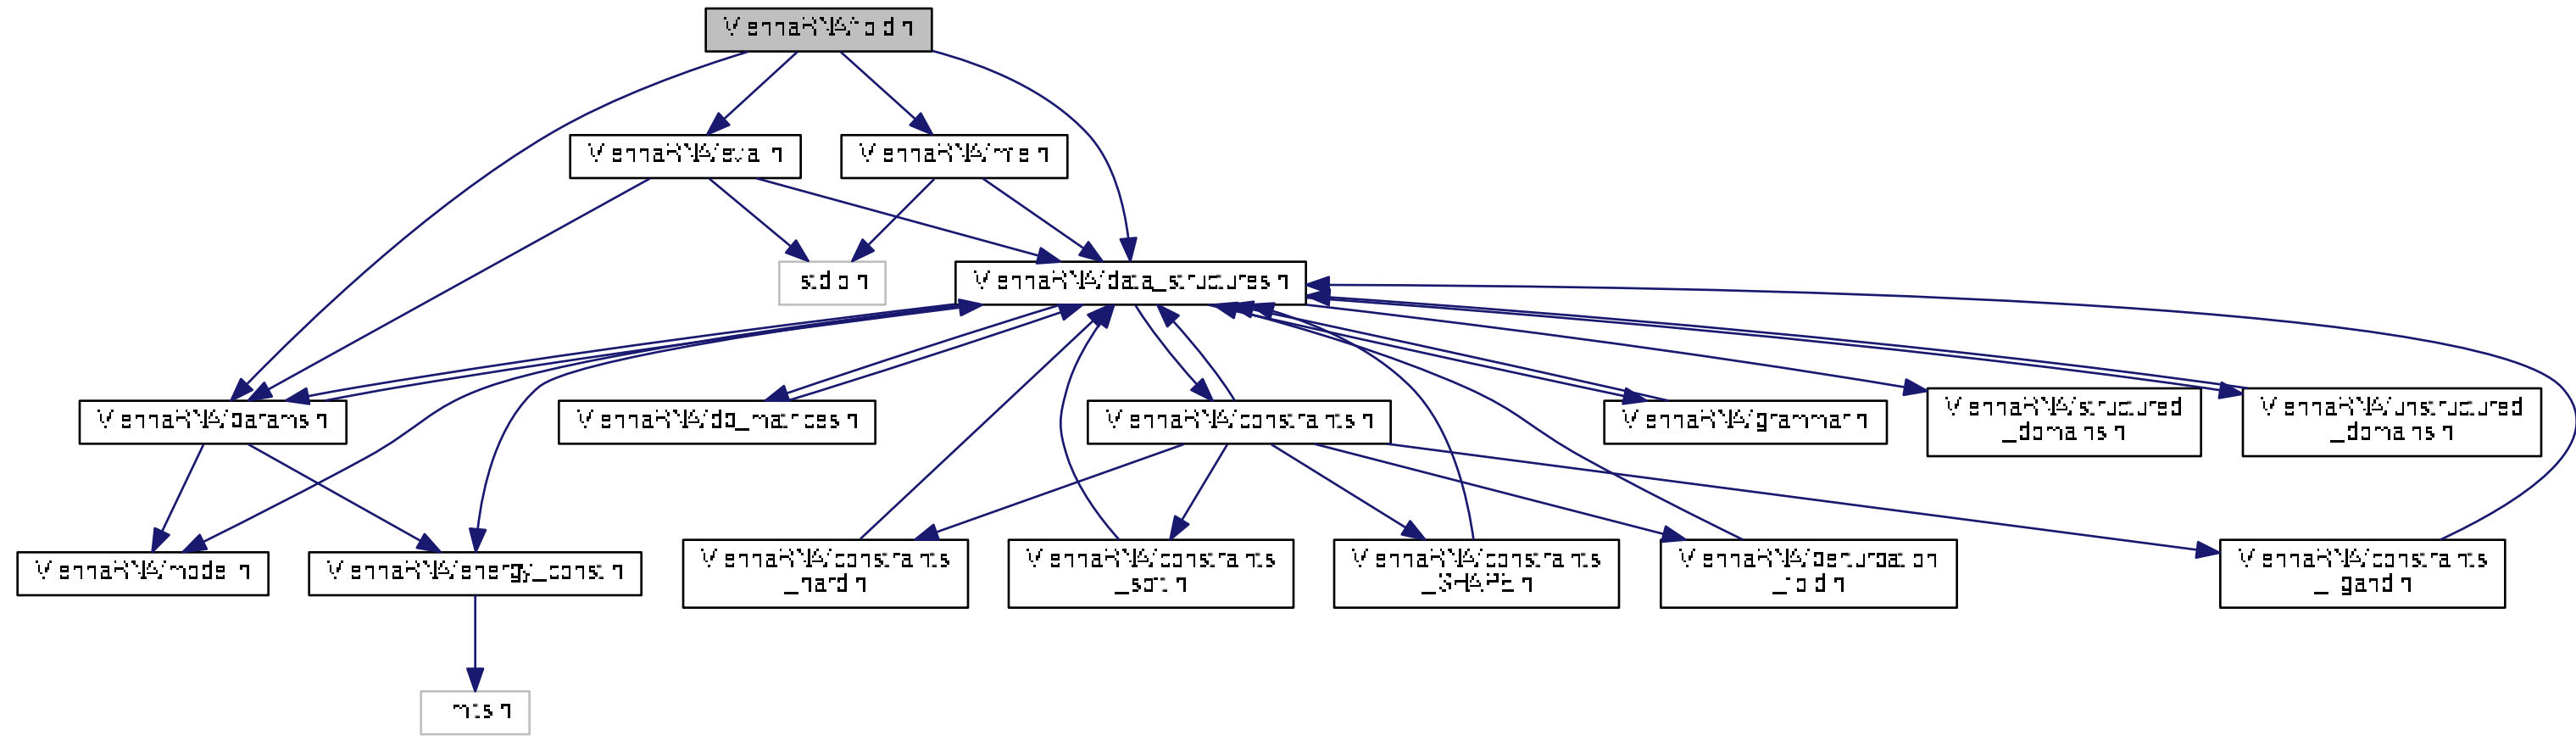 ViennaRNA/fold.h
ViennaRNA/eval.h
ViennaRNA/mfe.h
stdio.h
ViennaRNA/data_structures.h
ViennaRNA/params.h
ViennaRNA/dp_matrices.h
ViennaRNA/constraints.h
ViennaRNA/grammar.h
ViennaRNA/structured
_domains.h
ViennaRNA/unstructured
_domains.h
ViennaRNA/model.h
ViennaRNA/energy_const.h
ViennaRNA/constraints
_hard.h
ViennaRNA/constraints
_soft.h
ViennaRNA/constraints
_SHAPE.h
ViennaRNA/perturbation
_fold.h
ViennaRNA/constraints
_ligand.h
limits.h